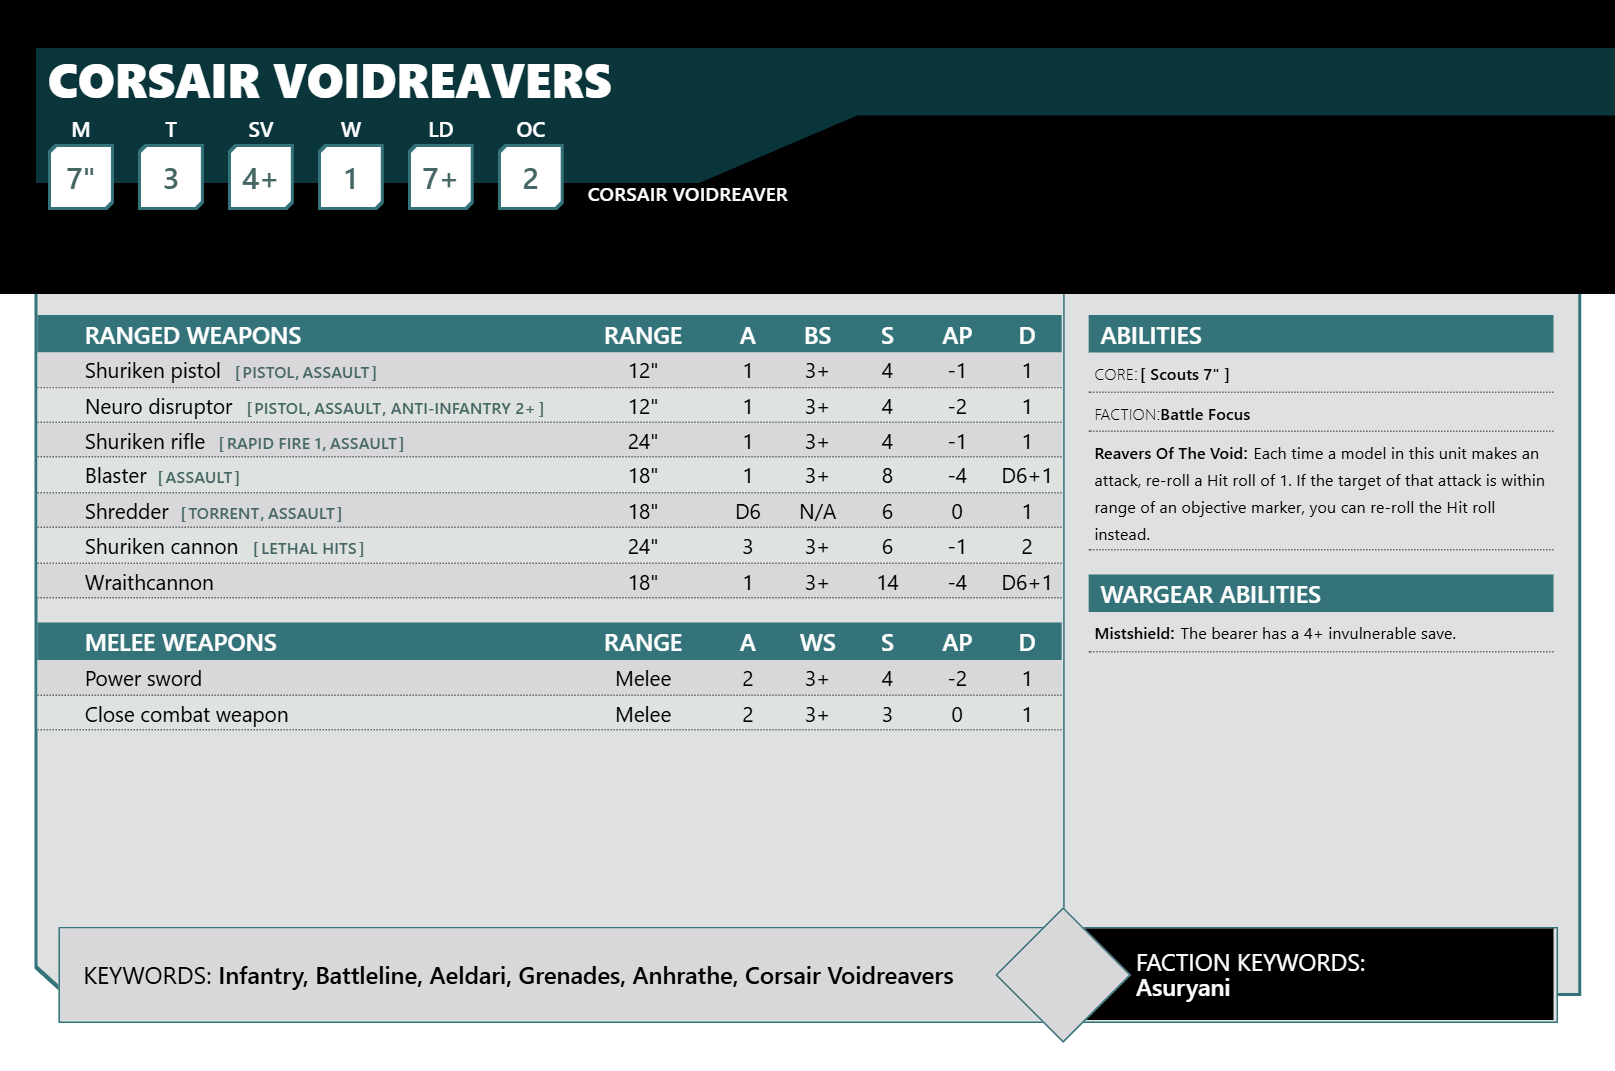 CORSAIR VOIDREAVERS
M T SV W LD OC
7" 3 4+ 1 7+ 2 CORSAIR VOIDREAVER
RANGED WEAPONS RANGE A BS S AP D
Shuriken pistol [PISTOL, ASSAULT] 12" 1 3+ 4 -1 1
Neuro disruptor [PISTOL, ASSAULT, ANTI-INFANTRY 2+] 12" 1 3+ 4 -2 1
Shuriken rifle [RAPID FIRE 1, ASSAULT] 24" 1 3+ 4 -1 1
Blaster [ASSAULT] 18" 1 3+ 8 -4 D6+1
Shredder [TORRENT, ASSAULT] 18" D6 N/A 6 0 1
Shuriken cannon [LETHAL HITS] 24" 3 3+ 6 -1 2
Wraithcannon 18" 1 3+ 14 -4 D6+1
MELEE WEAPONS RANGE A WS S AP D
Power sword Melee 2 3+ 4 -2 1
Close combat weapon Melee 2 3+ 3 0 1
ABILITIES
CORE: [ Scouts 7" ]
FACTION:Battle Focus
Reavers Of The Void: Each time a model in this unit makes an
attack, re-roll a Hit roll of 1. If the target of that attack is within
range of an objective marker, you can re-roll the Hit roll
instead.
WARGEAR ABILITIES
Mistshield: The bearer has a 4+ invulnerable save.
KEYWORDS: Infantry, Battleline, Aeldari, Grenades, Anhrathe, Corsair Voidreavers
FACTION KEYWORDS:
Asuryani